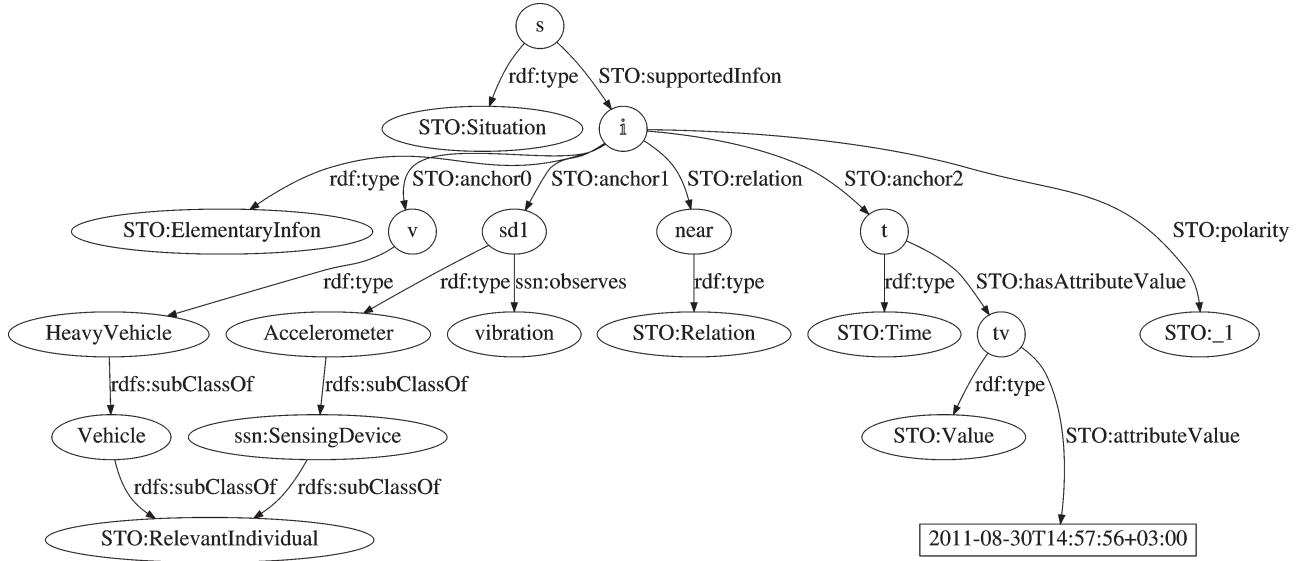 s
rdf:type
STO:supportedInfon
STO:Situation
𝕚
rdf:type
STO:anchor0
STO:anchor1
STO:relation
STO:anchor2
STO:polarity
STO:ElementaryInfon
v
sd1
near
t
rdf:type
rdf:type
ssn:observes
rdf:type
rdf:type
STO:hasAttributeValue
HeavyVehicle
Accelerometer
vibration
STO:Relation
STO:Time
tv
STO:_1
rdfs:subClassOf
rdfs:subClassOf
rdf:type
Vehicle
ssn:SensingDevice
STO:Value
STO:attributeValue
rdfs:subClassOf
rdfs:subClassOf
STO:RelevantIndividual
2011-08-30T14:57:56+03:00